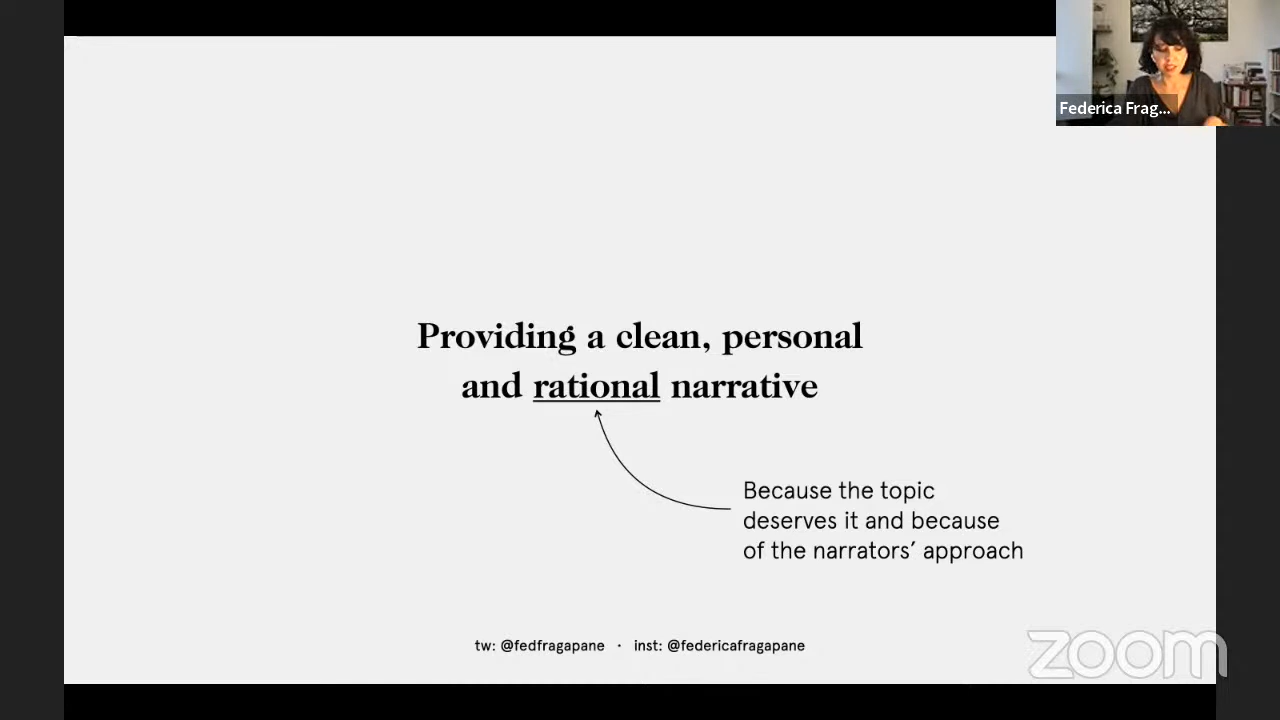 Federica Frag...
Providing a clean, personal
and rational narrative
Because the topic
deserves it and because
of the narrators’ approach
tw: @fedfragapane · inst: @federicafragapane
zoom